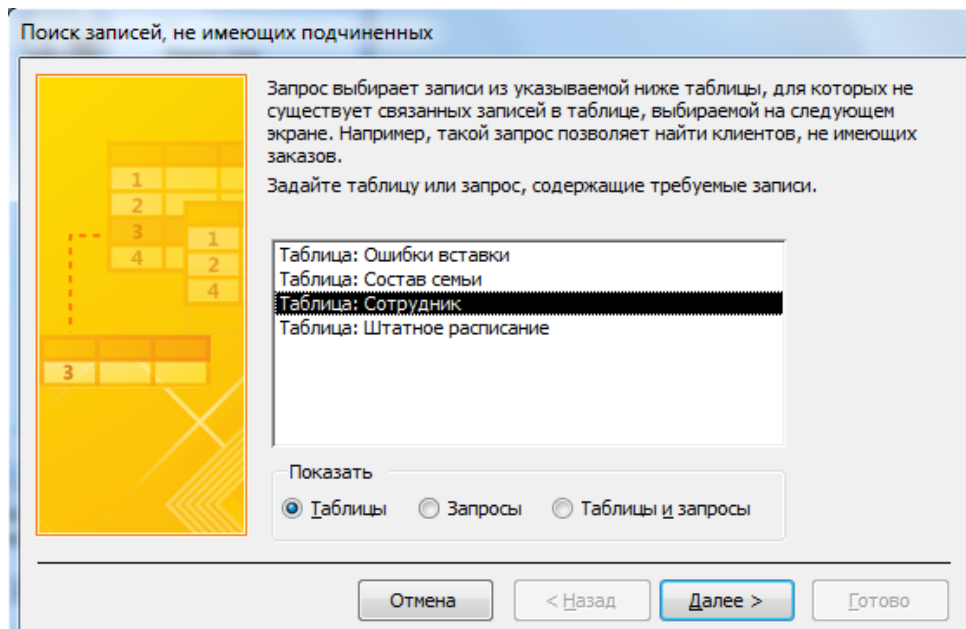 Поиск записей, не имеющих подчиненных
Запрос выбирает записи из указываемой ниже таблицы, для которых не
существует связанных записей в таблице, выбираемой на следующем
экране. Например, такой запрос позволяет найти клиентов, не имеющих
заказов.
Задайте таблицу или запрос, содержащие требуемые записи.
1
2
3
4
1
2
4
3
Таблица: Ошибки вставки
Таблица: Состав семьи
Таблица: Сотрудник
Таблица: Штатное расписание
Показать
Таблицы Запросы Таблицы и запросы
Отмена < Назад Далее > Готово